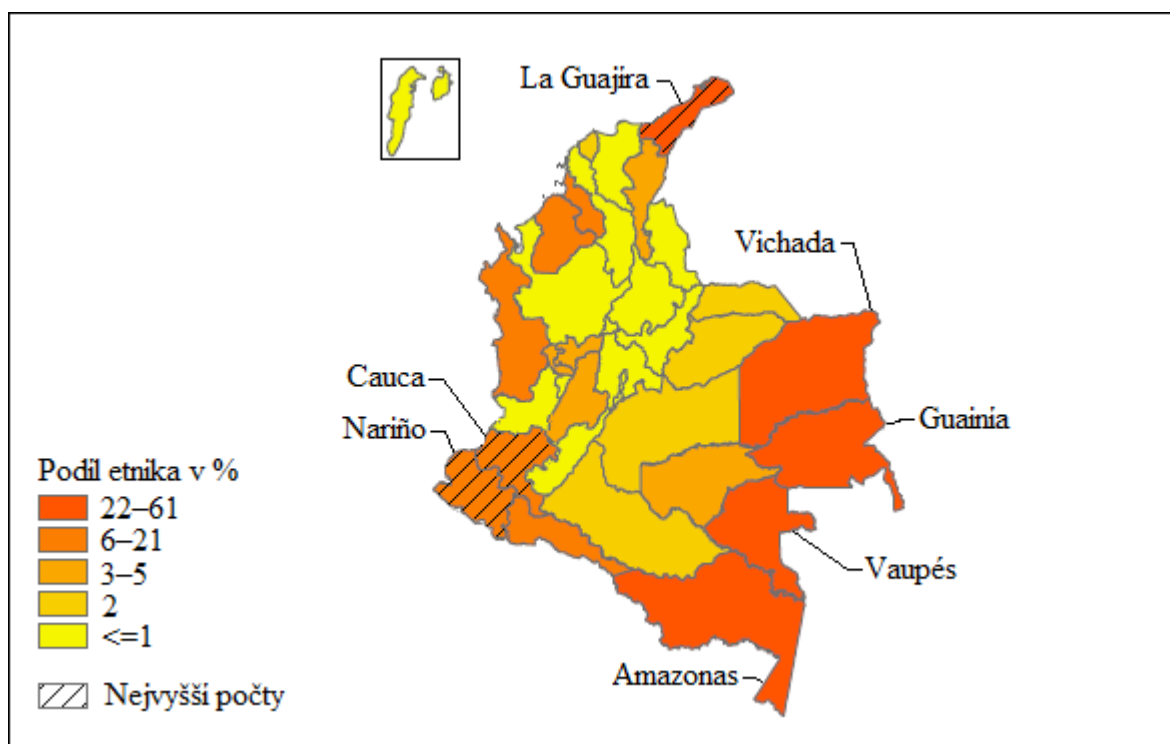 La Guajira
Vichada
Cauca
Nariño
Guainía
Podíl etnika v %
22–61
6–21
3–5
2
<=1
Vaupés
Amazonas
Nejvyšší počty